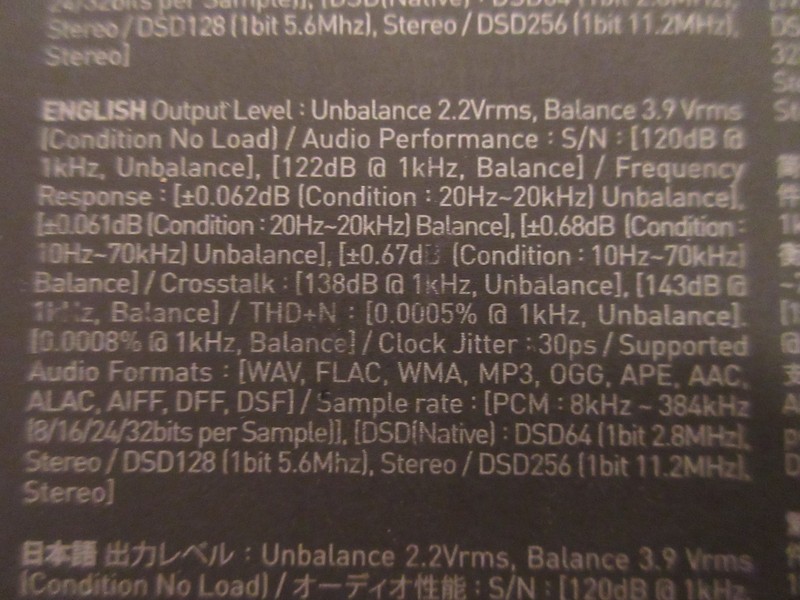 24/32bits per Sample)], [DSD(Native) : DSD64 (1bit 2.8MHz),
Stereo / DSD128 (1bit 5.6Mhz), Stereo / DSD256 (1bit 11.2MHz),
Stereo]
ENGLISH Output Level : Unbalance 2.2Vrms, Balance 3.9 Vrms
(Condition No Load) / Audio Performance : S/N : [120dB @
1kHz, Unbalance], [122dB @ 1kHz, Balance] / Frequency
Response : [±0.062dB (Condition : 20Hz~20kHz) Unbalance],
[±0.061dB (Condition : 20Hz~20kHz) Balance], [±0.68dB (Condition :
10Hz~70kHz) Unbalance], [±0.67d (Condition : 10Hz~70kHz)
Balance] / Crosstalk : [138dB @ 1kHz, Unbalance], [143dB @
1kHz, Balance] / THD+N : [0.0005% @ 1kHz, Unbalance],
[0.0008% @ 1kHz, Balance] / Clock Jitter : 30ps / Supported
Audio Formats : [WAV, FLAC, WMA, MP3, OGG, APE, AAC,
ALAC, AIFF, DFF, DSF] / Sample rate : [PCM : 8kHz ~ 384kHz
(8/16/24/32bits per Sample)], [DSD(Native) : DSD64 (1bit 2.8MHz),
Stereo / DSD128 (1bit 5.6Mhz), Stereo / DSD256 (1bit 11.2MHz),
Stereo]
日本語 出力レベル : Unbalance 2.2Vrms, Balance 3.9 Vrms
(Condition No Load) / オーディオ性能 : S/N : [120dB @ 1kHz,